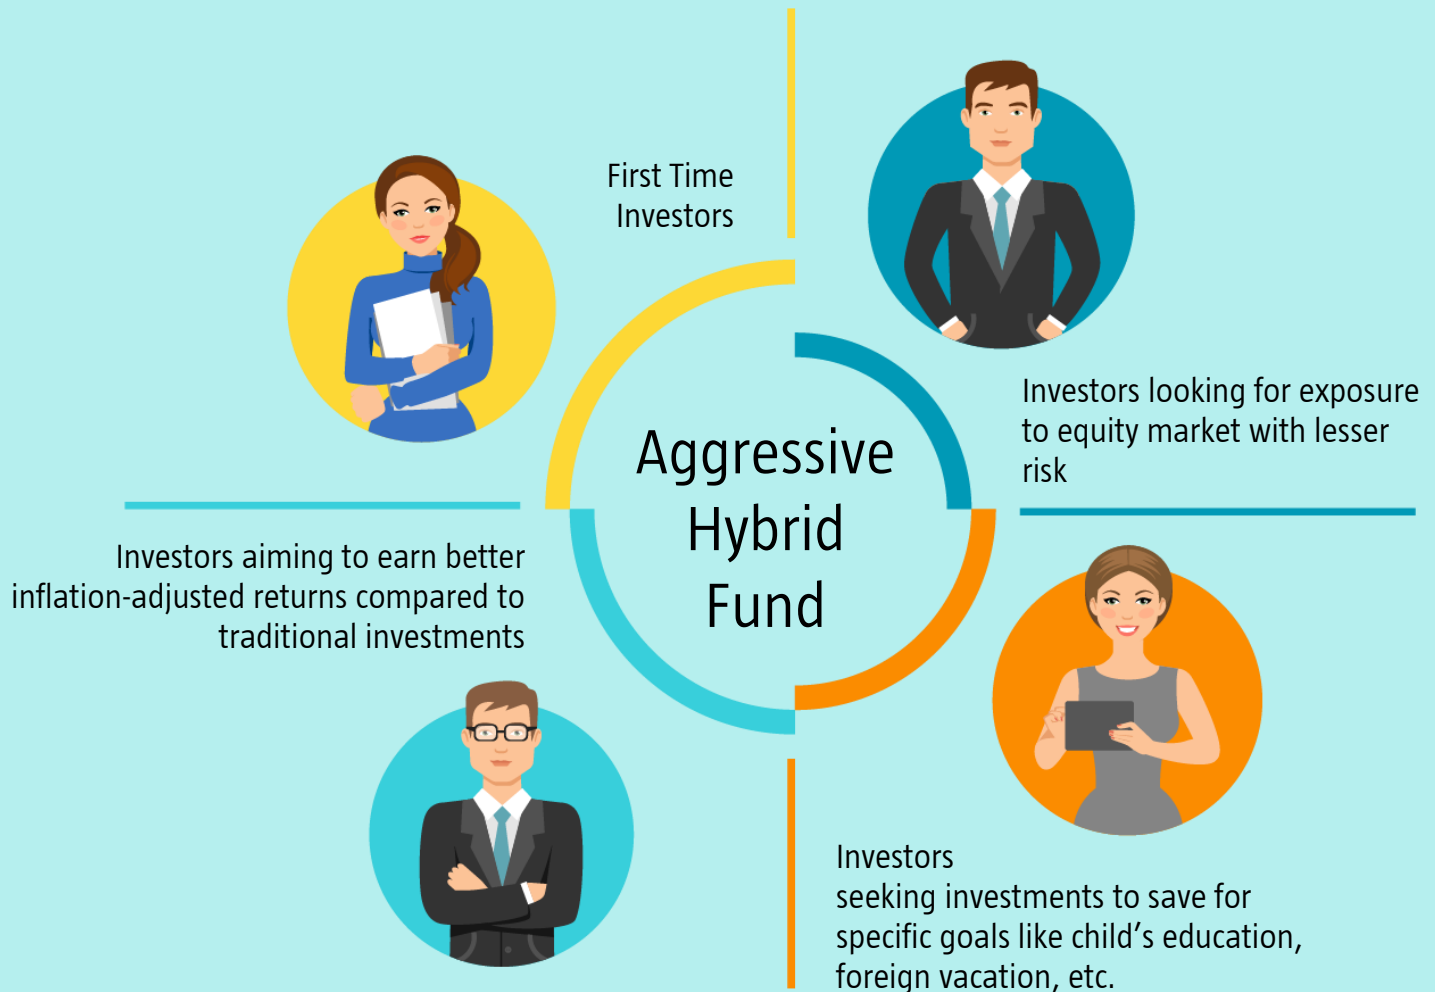 First Time
Investors
Investors looking for exposure
to equity market with lesser
risk
Aggressive
Hybrid
Fund
Investors aiming to earn better
inflation-adjusted returns compared to
traditional investments
Investors
seeking investments to save for
specific goals like child’s education,
foreign vacation, etc.